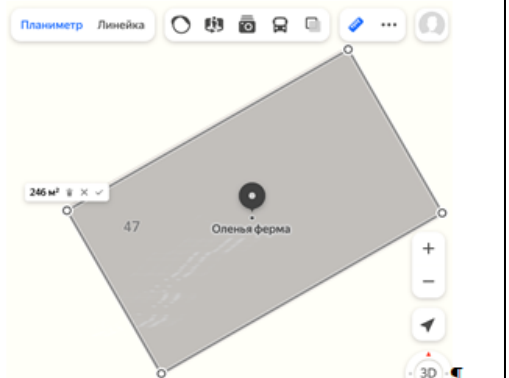 Планиметр Линейка
246 м²
47
Оленья ферма
+
−
3D ¶